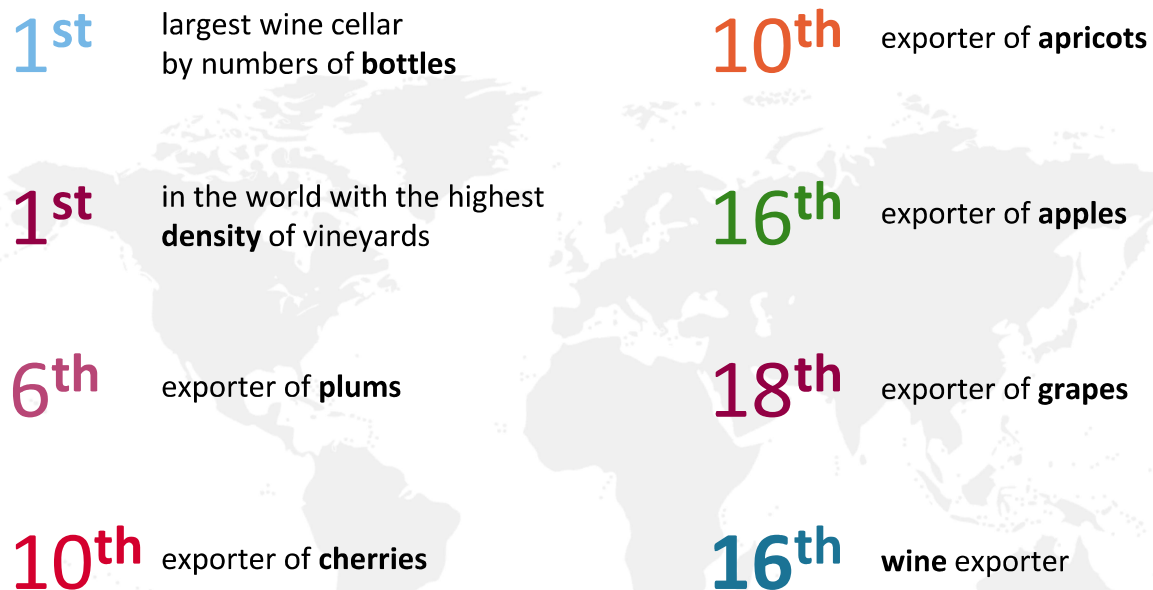 1st
largest wine cellar
by numbers of bottles
1st
in the world with the highest
density of vineyards
6th
exporter of plums
10th
exporter of cherries
10th
exporter of apricots
16th
exporter of apples
18th
exporter of grapes
16th
wine exporter